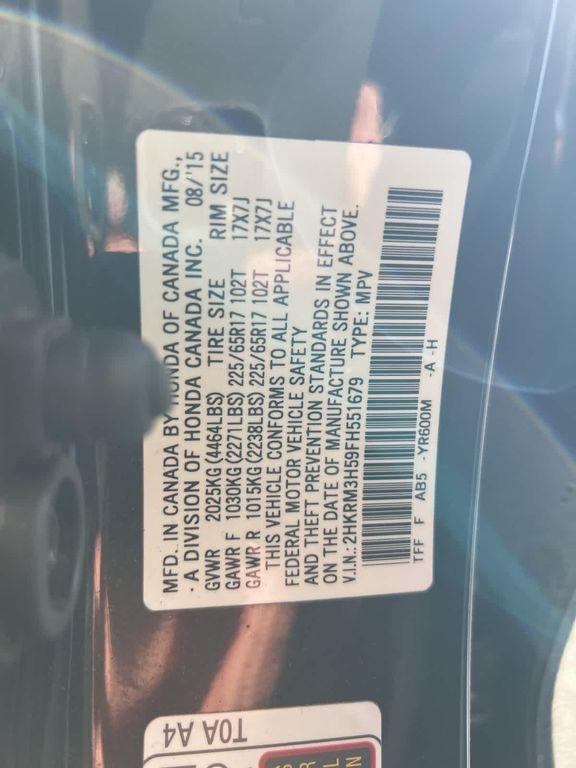 MFD. IN CANADA BY HONDA OF CANADA MFG.,
- A DIVISION OF HONDA CANADA INC. 08/'15
GVWR 2025KG (4464LBS) TIRE SIZE RIM SIZE
GAWR F 1030KG (2271LBS) 225/65R17 102T 17X7J
GAWR R 1015KG (2238LBS) 225/65R17 102T 17X7J
THIS VEHICLE CONFORMS TO ALL APPLICABLE
FEDERAL MOTOR VEHICLE SAFETY
AND THEFT PREVENTION STANDARDS IN EFFECT
ON THE DATE OF MANUFACTURE SHOWN ABOVE.
V.I.N.: 2HKRM3H59FH551679 TYPE: MPV
TFF F AB5 -YR600M -A -H
T0A A4